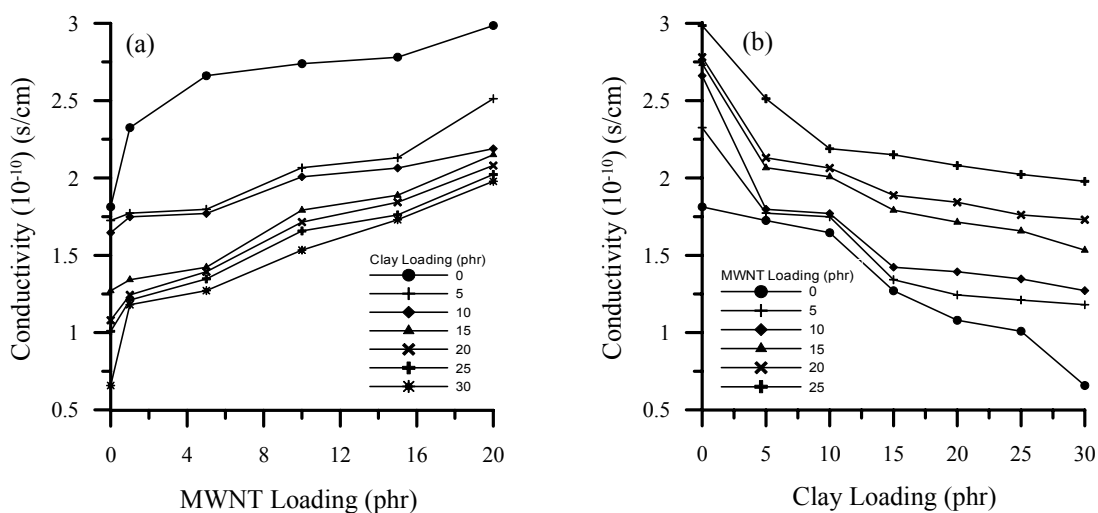 (a)
Conductivity (10⁻¹⁰) (s/cm)
3
2.5
2
1.5
1
0.5
Clay Loading (phr)
0
5
10
15
20
25
30
0 4 8 12 16 20
MWNT Loading (phr)
(b)
Conductivity (10⁻¹⁰) (s/cm)
3
2.5
2
1.5
1
0.5
MWNT Loading (phr)
0
5
10
15
20
25
0 5 10 15 20 25 30
Clay Loading (phr)